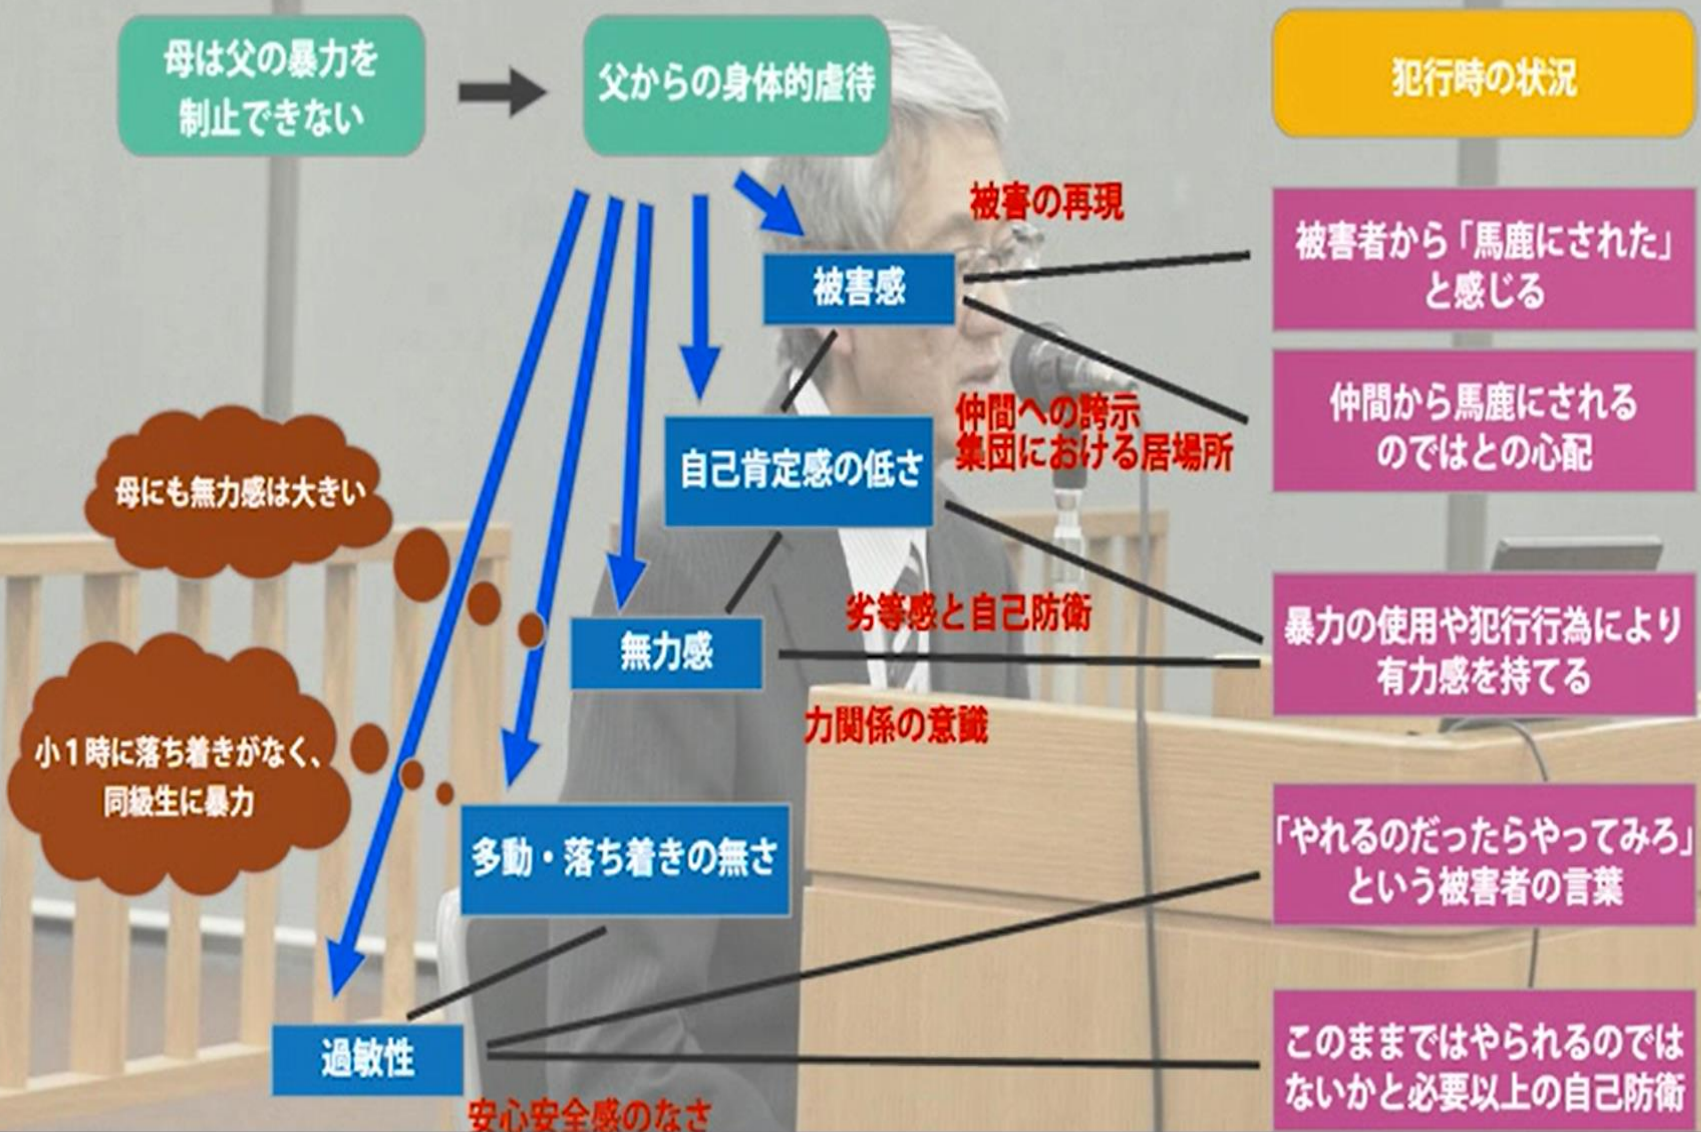 母は父の暴力を
制止できない
父からの身体的虐待
犯行時の状況
被害の再現
被害者から「馬鹿にされた」
と感じる
被害感
仲間から馬鹿にされる
のではとの心配
仲間への誇示
集団における居場所
自己肯定感の低さ
母にも無力感は大きい
劣等感と自己防衛
暴力の使用や犯行行為により
有力感を持てる
無力感
力関係の意識
小1時に落ち着きがなく、
同級生に暴力
多動・落ち着きの無さ
「やれるのだったらやってみろ」
という被害者の言葉
過敏性
このままではやられるのでは
ないかと必要以上の自己防衛
安心安全感のなさ